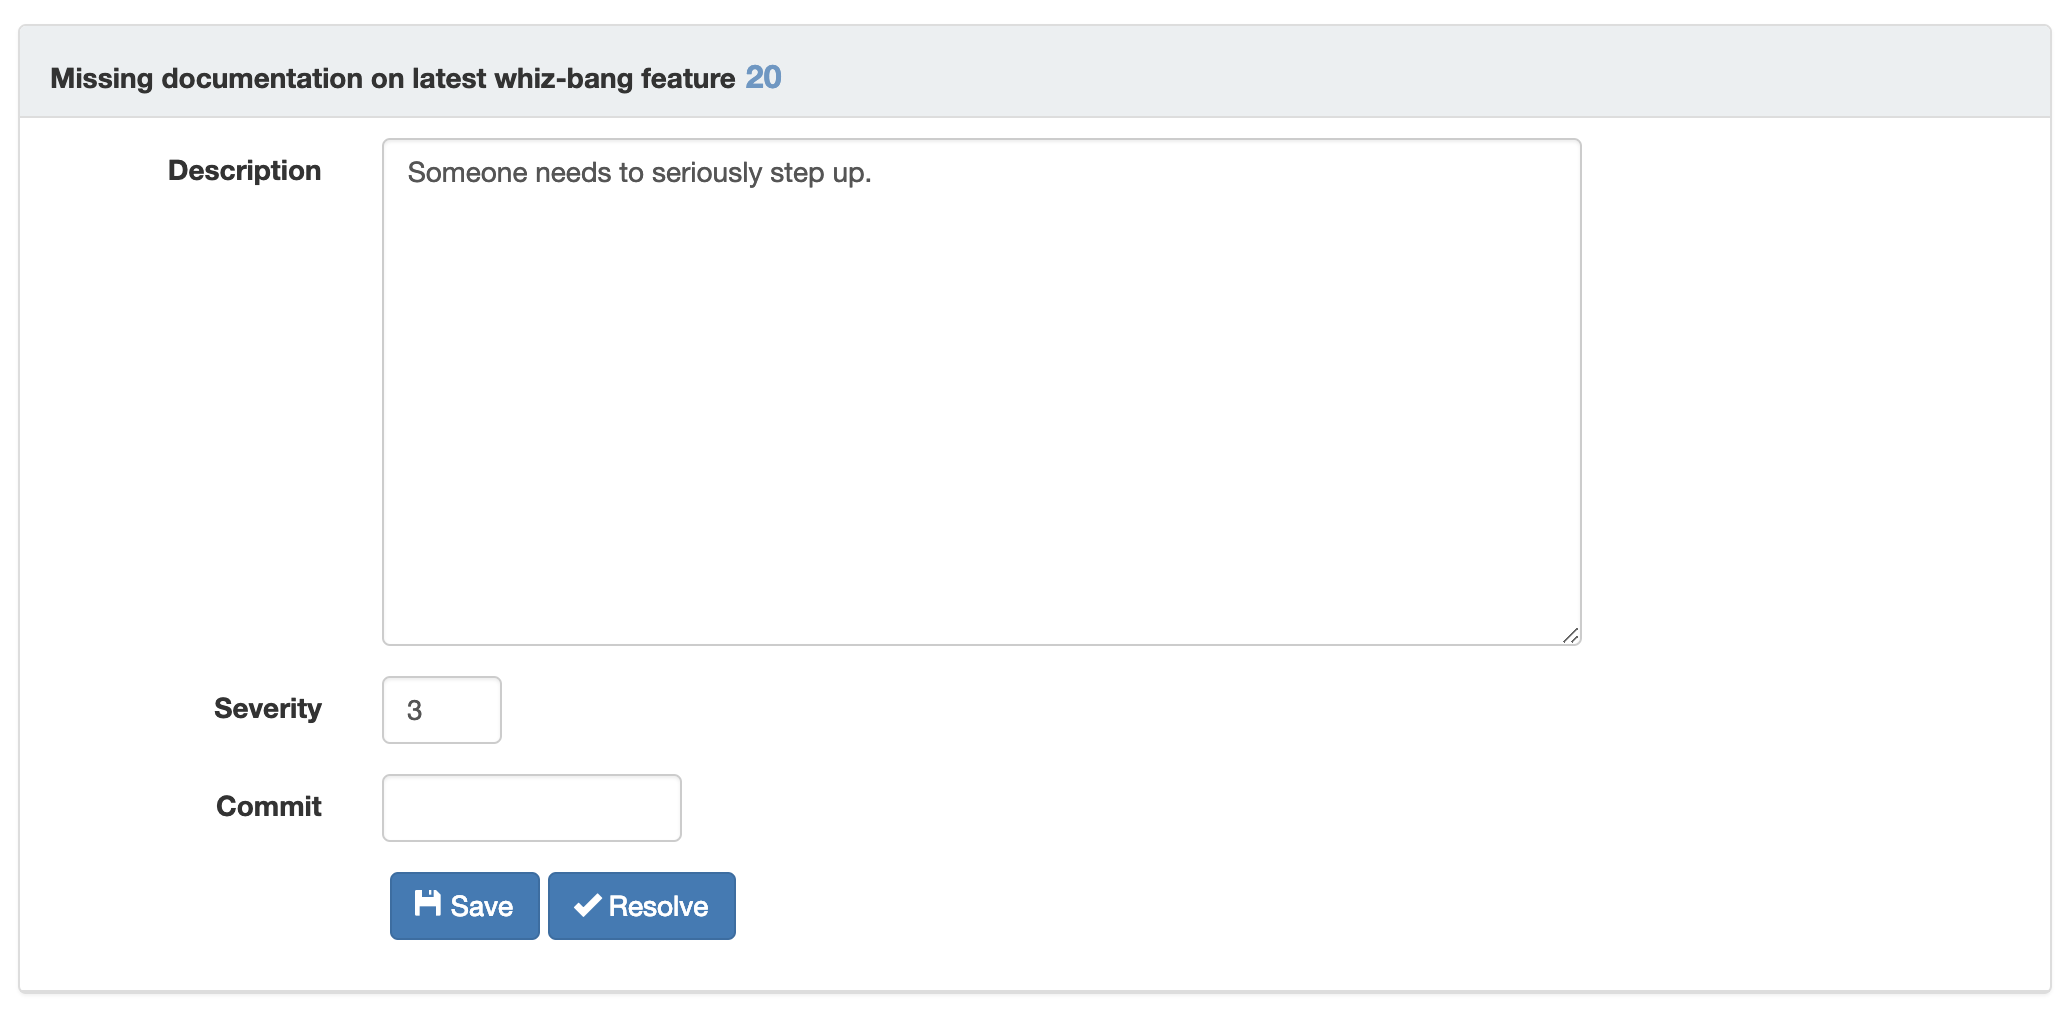 Missing documentation on latest whiz-bang feature 20
Description
Someone needs to seriously step up.
Severity
3
Commit
Save
Resolve